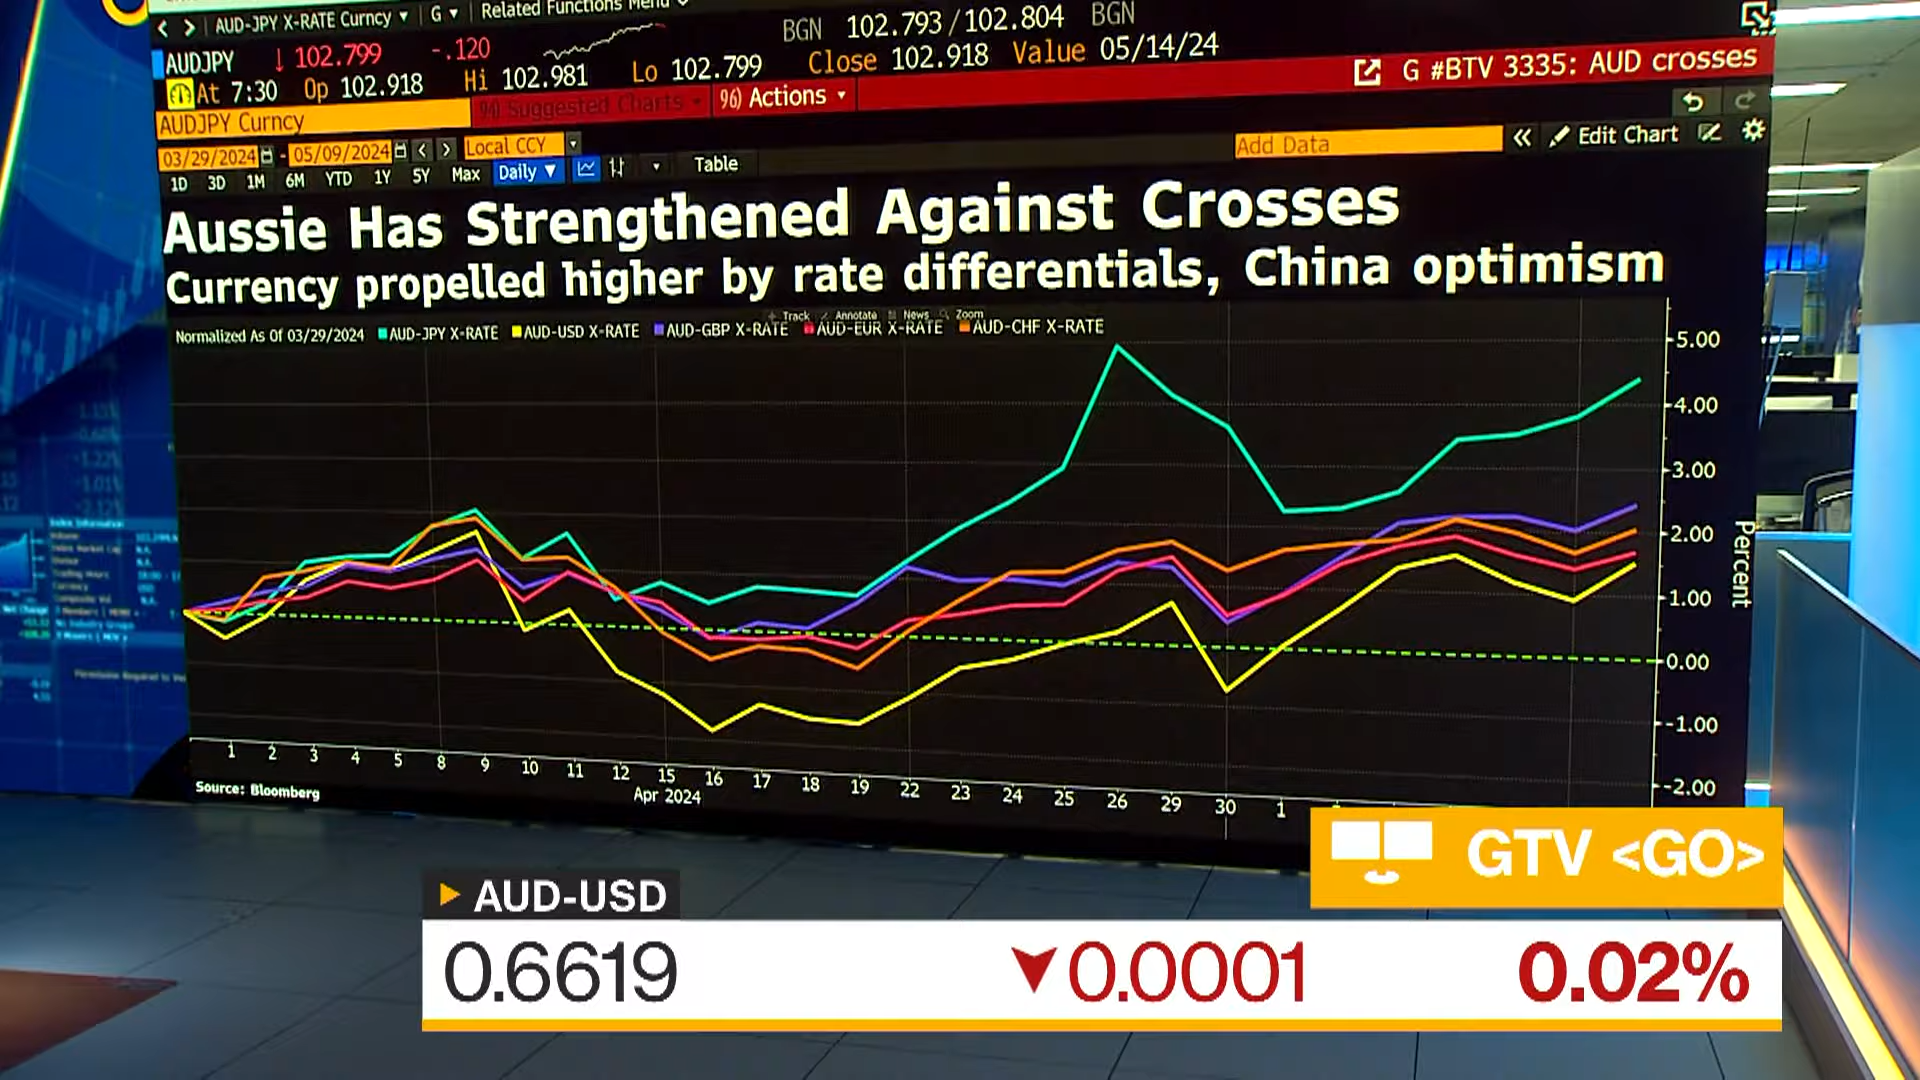 AUD-JPY X-RATE Curncy ▾ | G ▾ | Related Functions Menu
AUDJPY ↓ 102.799 -.120 BGN 102.793 / 102.804 BGN
At 7:30 Op 102.918 Hi 102.981 Lo 102.799 Close 102.918 Value 05/14/24
AUDJPY Curncy 94) Suggested Charts 96) Actions ▾ G #BTV 3335: AUD crosses
03/29/2024 - 05/09/2024 < > Local CCY ▾ Add Data « Edit Chart
1D 3D 1M 6M YTD 1Y 5Y Max Daily ▼ ▾ Table
Aussie Has Strengthened Against Crosses
Currency propelled higher by rate differentials, China optimism
Track Annotate News Zoom
Normalized As Of 03/29/2024 AUD-JPY X-RATE AUD-USD X-RATE AUD-GBP X-RATE AUD-EUR X-RATE AUD-CHF X-RATE
5.00
4.00
3.00
2.00
1.00
0.00
-1.00
-2.00
Percent
1 2 3 4 5 8 9 10 11 12 15 16 17 18 19 22 23 24 25 26 29 30 1
Apr 2024
Source: Bloomberg
GTV <GO>
AUD-USD
0.6619 ▼0.0001 0.02%